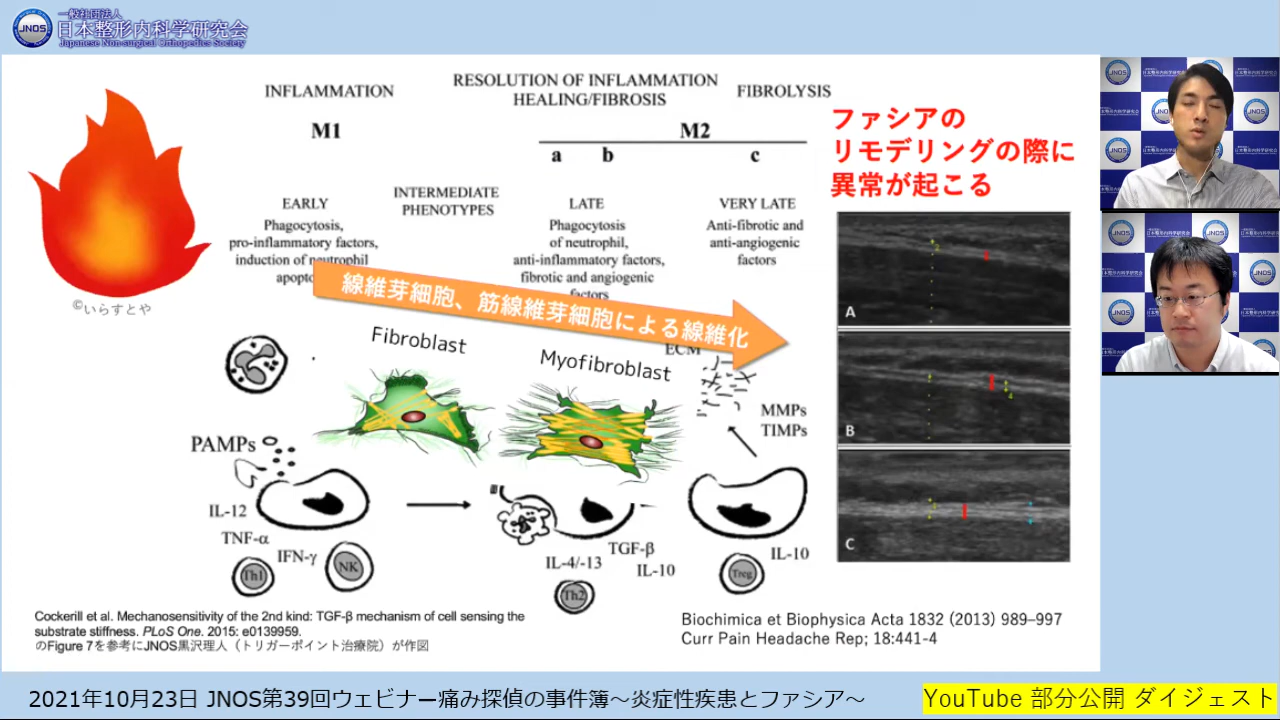 一般社団法人
日本整形内科学研究会
JNOS
Japanese Non-surgical Orthopedics Society
INFLAMMATION
RESOLUTION OF INFLAMMATION
HEALING/FIBROSIS
FIBROLYSIS
M1
M2
a
b
c
ファシアの
リモデリングの際に
異常が起こる
EARLY
Phagocytosis,
pro-inflammatory factors,
induction of neutrophil
INTERMEDIATE
PHENOTYPES
LATE
Phagocytosis
of neutrophil,
anti-inflammatory factors,
fibrotic and angiogenic
factors
VERY LATE
Anti-fibrotic and
anti-angiogenic
factors
©いらすとや
線維芽細胞、筋線維芽細胞による線維化
Fibroblast
Myofibroblast
ECM
MMPs
TIMPs
PAMPs
IL-12
TNF-α
IFN-γ
Th1
NK
IL-4/-13
TGF-β
IL-10
Th2
Treg
IL-10
A
B
C
2
4
Cockerill et al. Mechanosensitivity of the 2nd kind: TGF-β mechanism of cell sensing the
substrate stiffness. PLoS One. 2015: e0139959.
のFigure 7を参考にJNOS黒沢理人（トリガーポイント治療院）が作図
Biochimica et Biophysica Acta 1832 (2013) 989–997
Curr Pain Headache Rep; 18:441-4
2021年10月23日 JNOS第39回ウェビナー痛み探偵の事件簿～炎症性疾患とファシア～
YouTube 部分公開 ダイジェスト